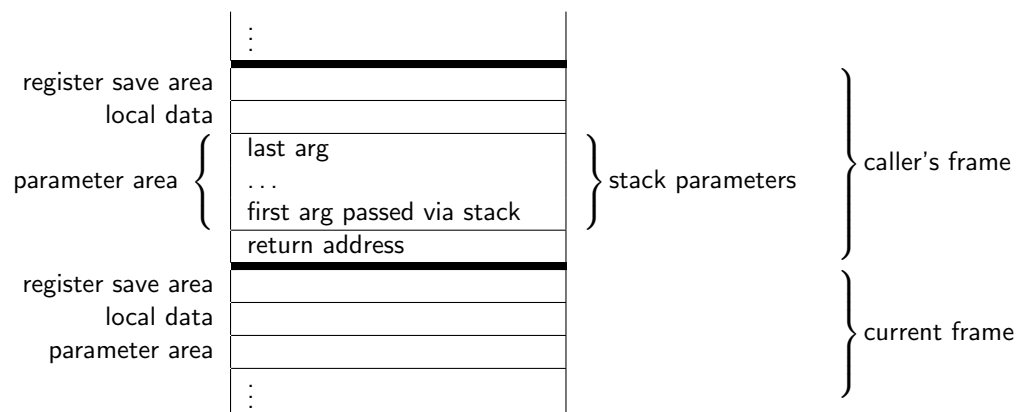 ⋮
register save area
local data
last arg
parameter area
...
stack parameters
caller's frame
first arg passed via stack
return address
register save area
local data
parameter area
current frame
⋮